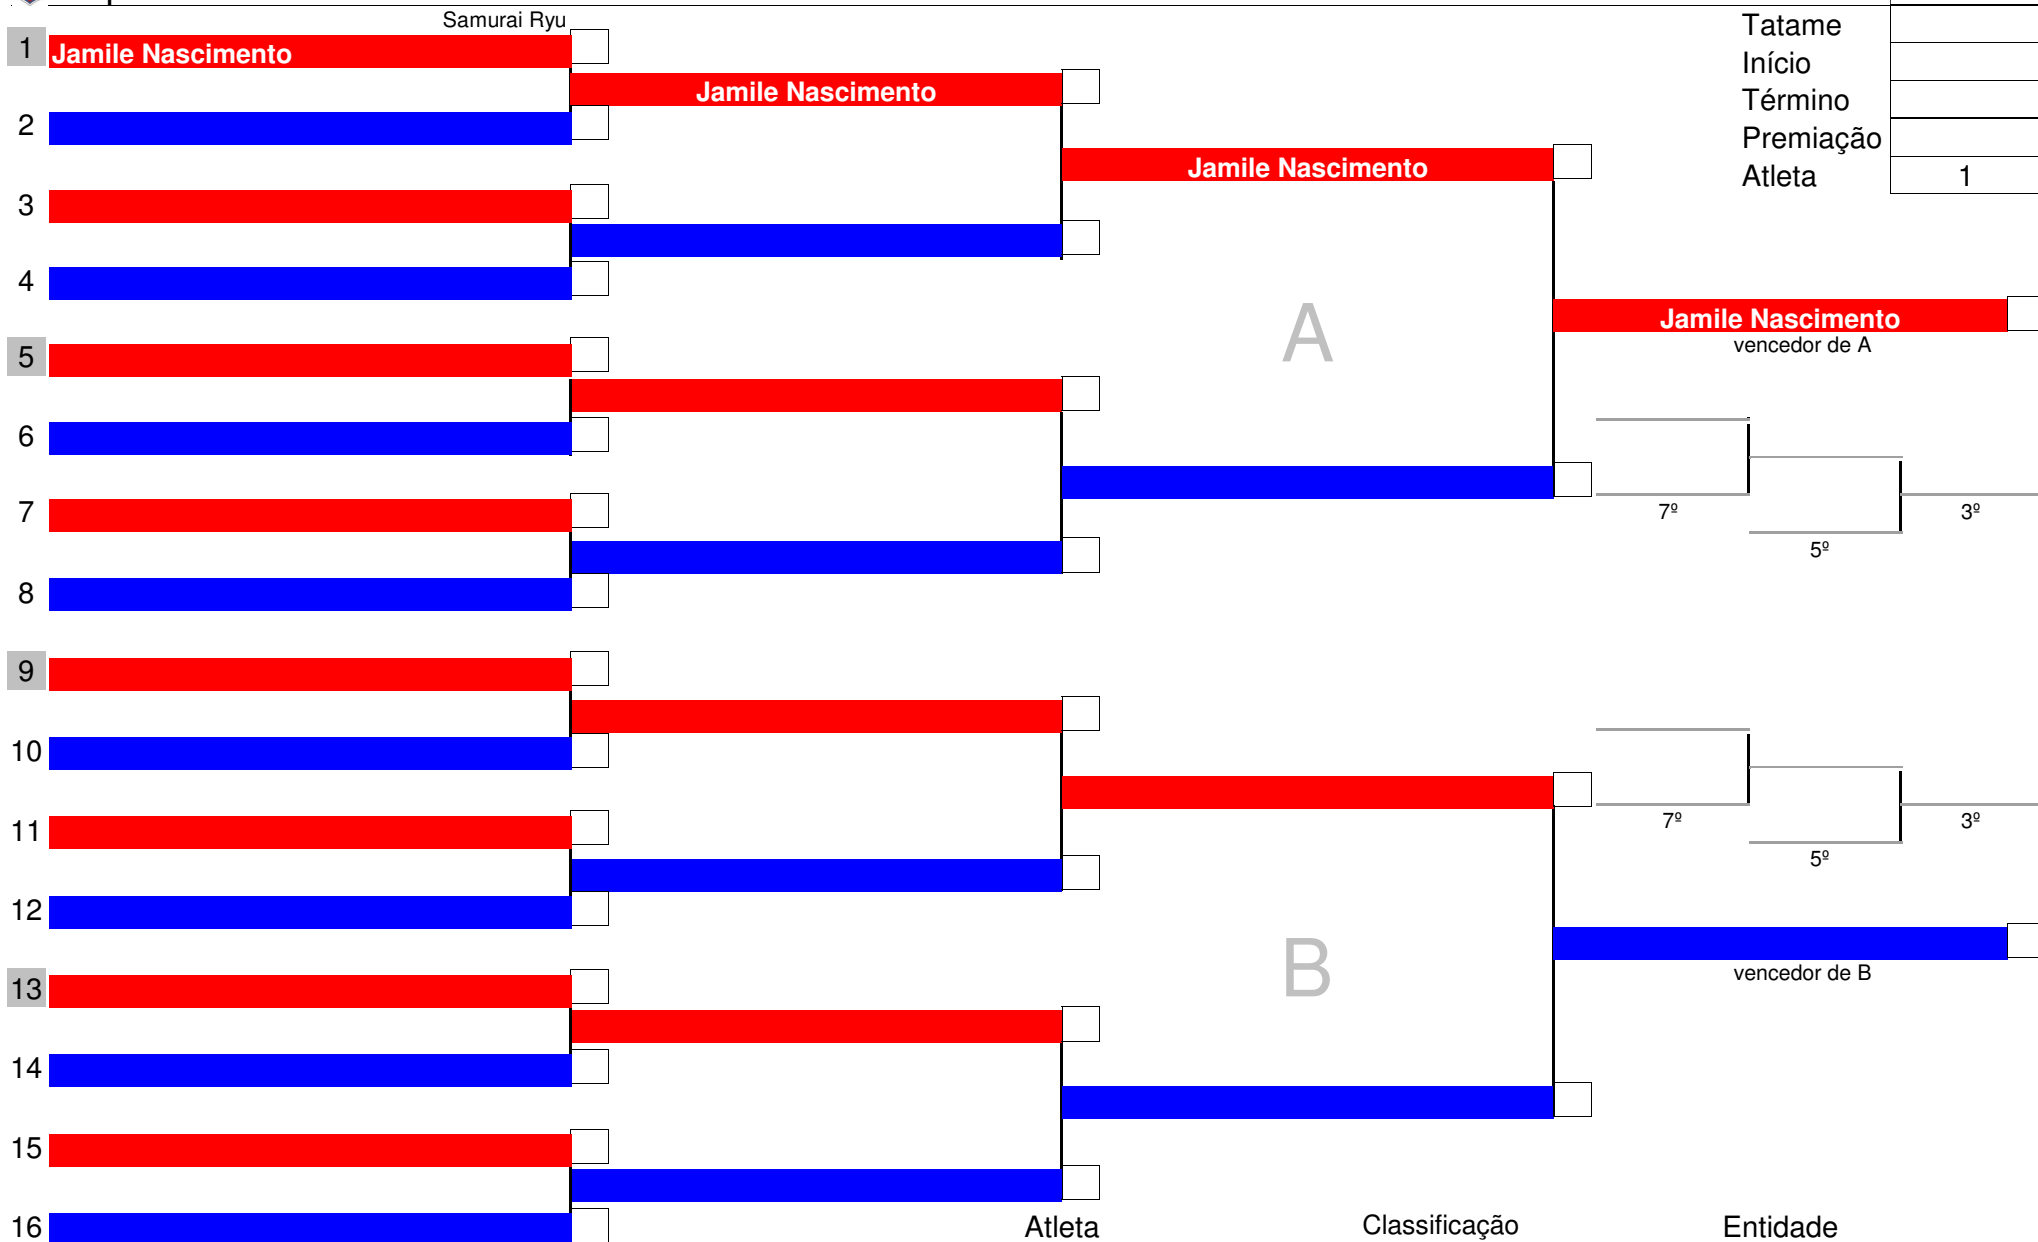 Samurai Ryu
Tatame
1 Jamile Nascimento
Início
Jamile Nascimento
Término
2
Premiação
Jamile Nascimento
Atleta 1
3
4
Jamile Nascimento
vencedor de A
A
5
6
7
7º 3º
5º
8
9
10
11
7º 3º
5º
12
B
vencedor de B
13
14
15
16
Atleta Classificação Entidade